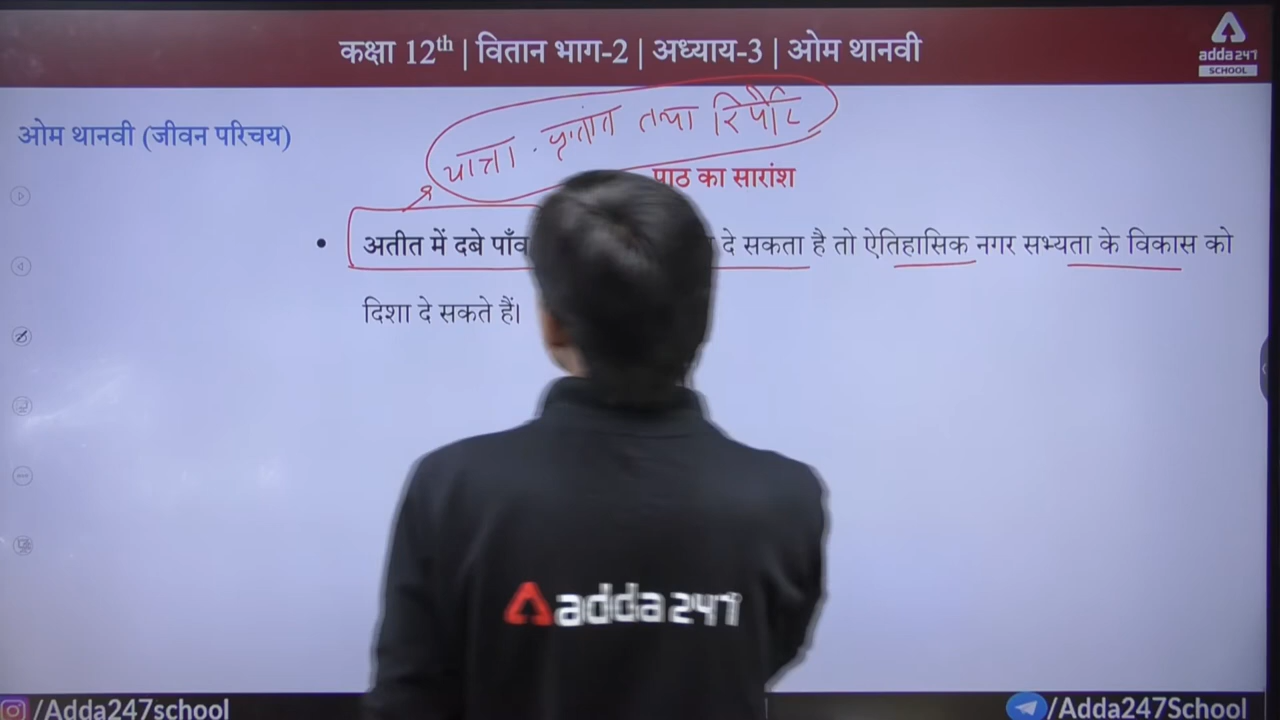 कक्षा 12th | वितान भाग-2 | अध्याय-3 | ओम थानवी
adda247
SCHOOL
ओम थानवी (जीवन परिचय)
यात्रा वृतांत तथा रिर्पोट
पाठ का सारांश
• अतीत में दबे पाँव दे सकता है तो ऐतिहासिक नगर सभ्यता के विकास को
दिशा दे सकते हैं।
adda247
/Adda247school
/Adda247School